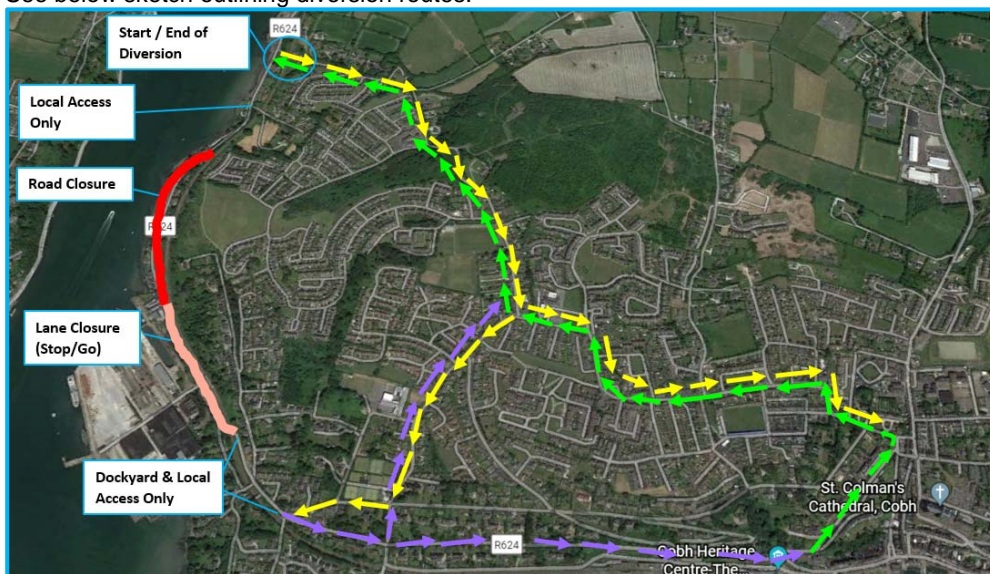 See below sketch outlining diversion routes.
Start / End of
Diversion
R624
Local Access
Only
Road Closure
R624
Lane Closure
(Stop/Go)
Dockyard & Local
Access Only
R624
St. Colman's
Cathedral, Cobh
Cobh Heritage
Centre-The...